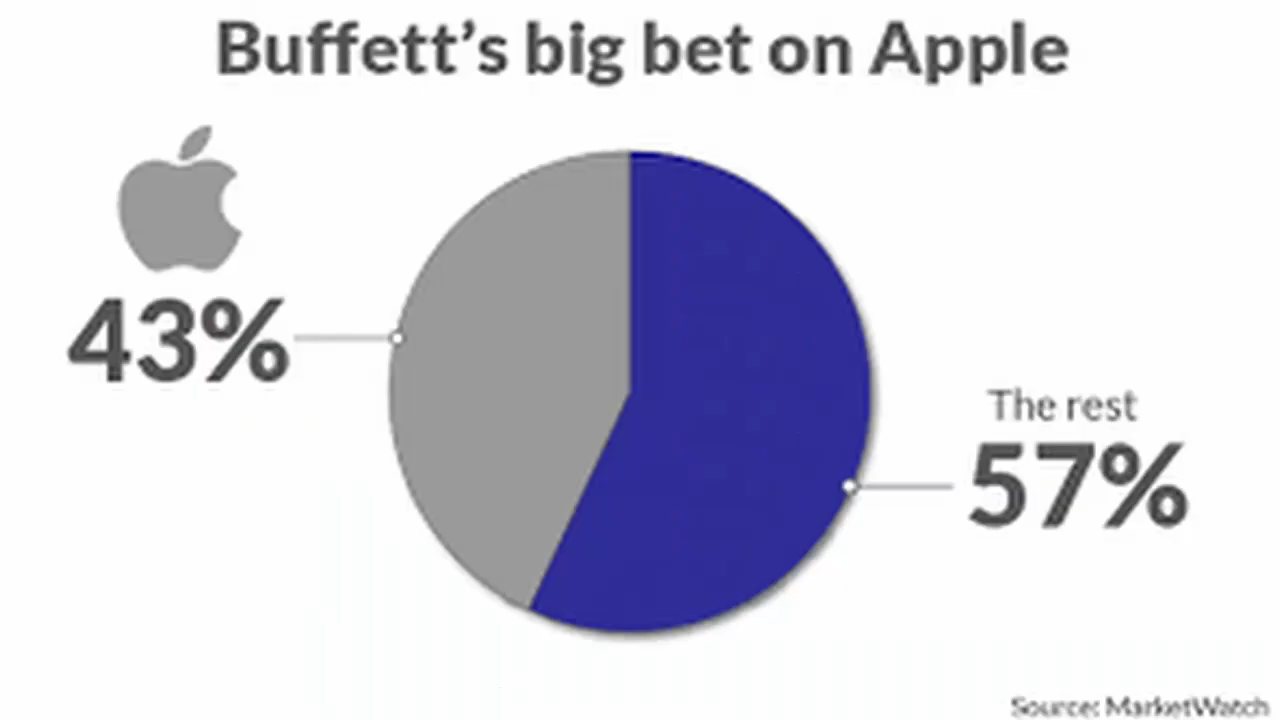 Buffett’s big bet on Apple
43%
The rest
57%
Source: MarketWatch